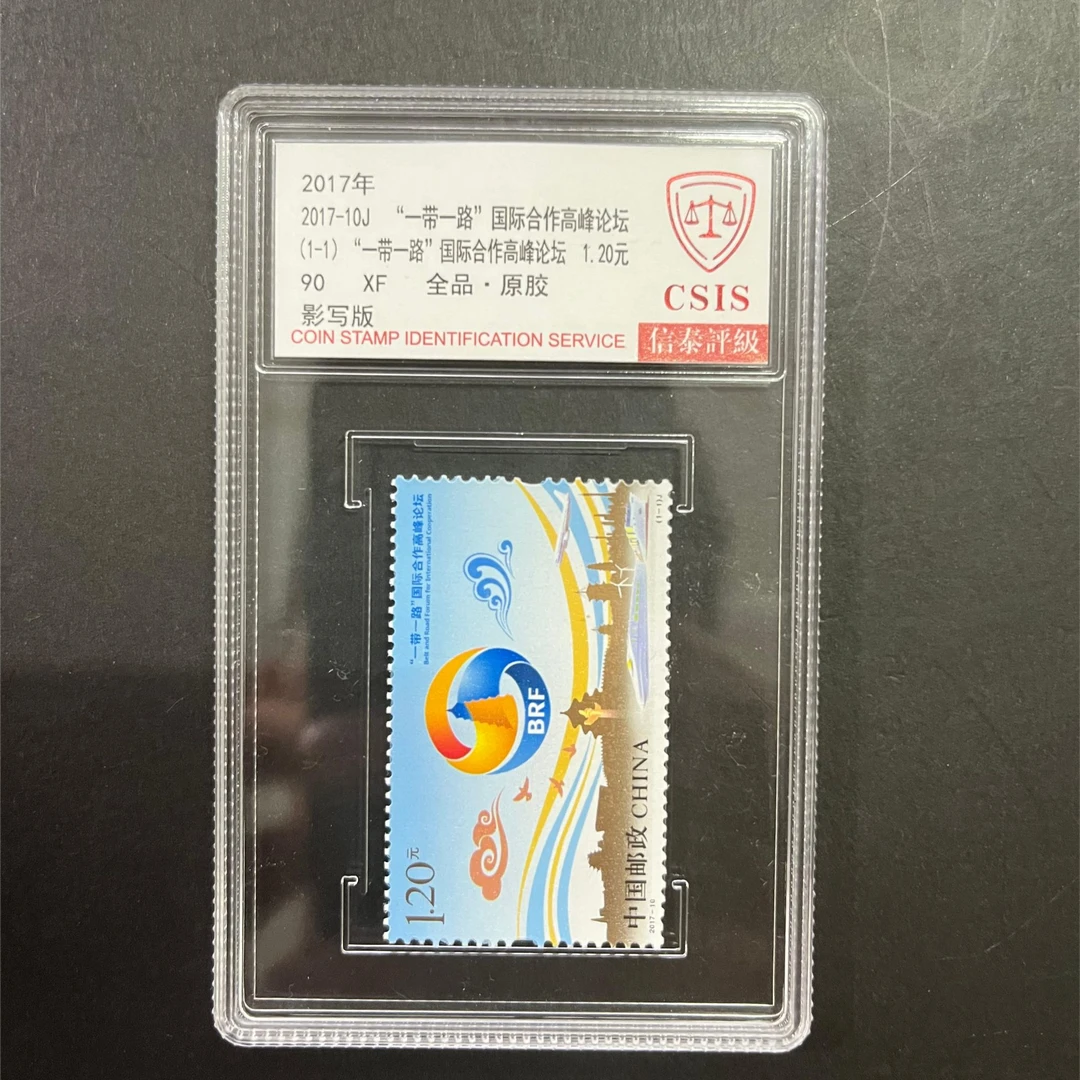 2017年
2017-10J “一带一路”国际合作高峰论坛
(1-1) “一带一路”国际合作高峰论坛 1.20元
90 XF 全品·原胶
影写版
COIN STAMP IDENTIFICATION SERVICE
CSIS
信泰評級
“一带一路”国际合作高峰论坛
Belt and Road Forum for International Cooperation
BRF
1.20元
中国邮政 CHINA
2017-10
(1-1)J